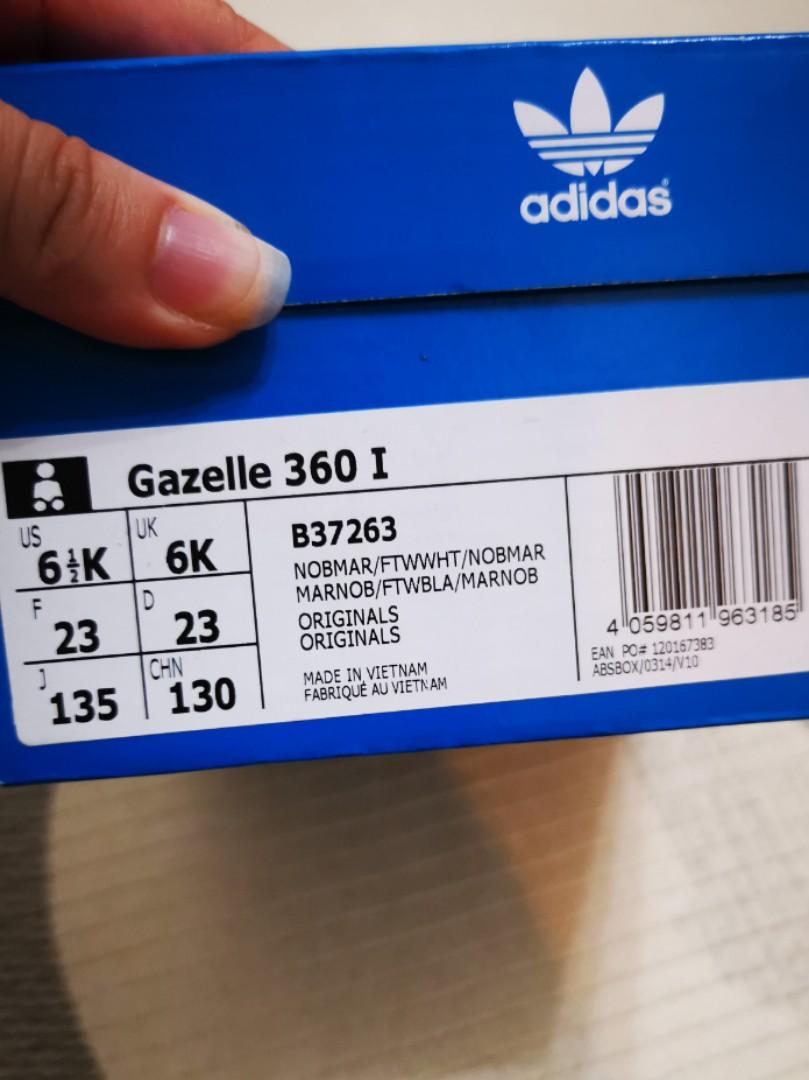 adidas®
Gazelle 360 I
US 6½K UK 6K
F 23 D 23
J 135 CHN 130
B37263
NOBMAR/FTWWHT/NOBMAR
MARNOB/FTWBLA/MARNOB
ORIGINALS
ORIGINALS
MADE IN VIETNAM
FABRIQUÉ AU VIETNAM
4 059811 963185
EAN PO# 120167383
ABSBOX/0314/V10